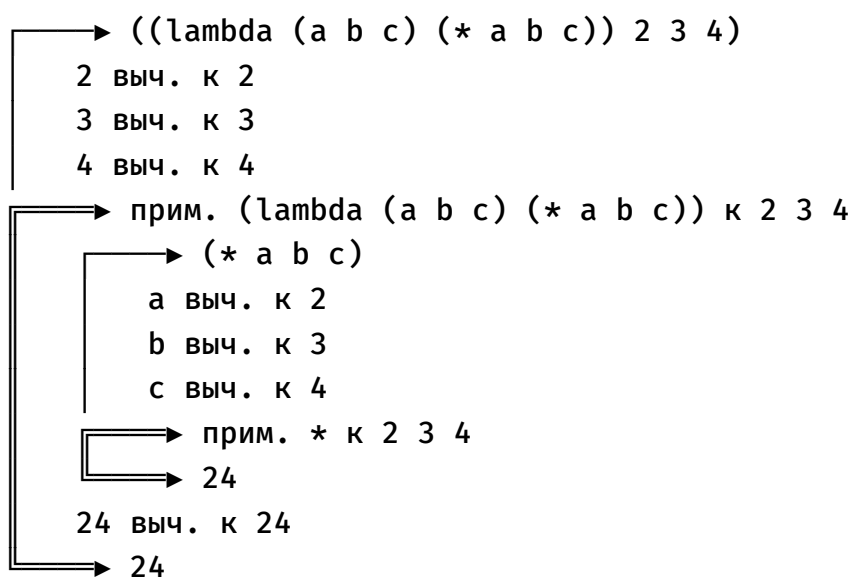 ((lambda (a b c) (* a b c)) 2 3 4)
2 выч. к 2
3 выч. к 3
4 выч. к 4
прим. (lambda (a b c) (* a b c)) к 2 3 4
(* a b c)
a выч. к 2
b выч. к 3
c выч. к 4
прим. * к 2 3 4
24
24 выч. к 24
24